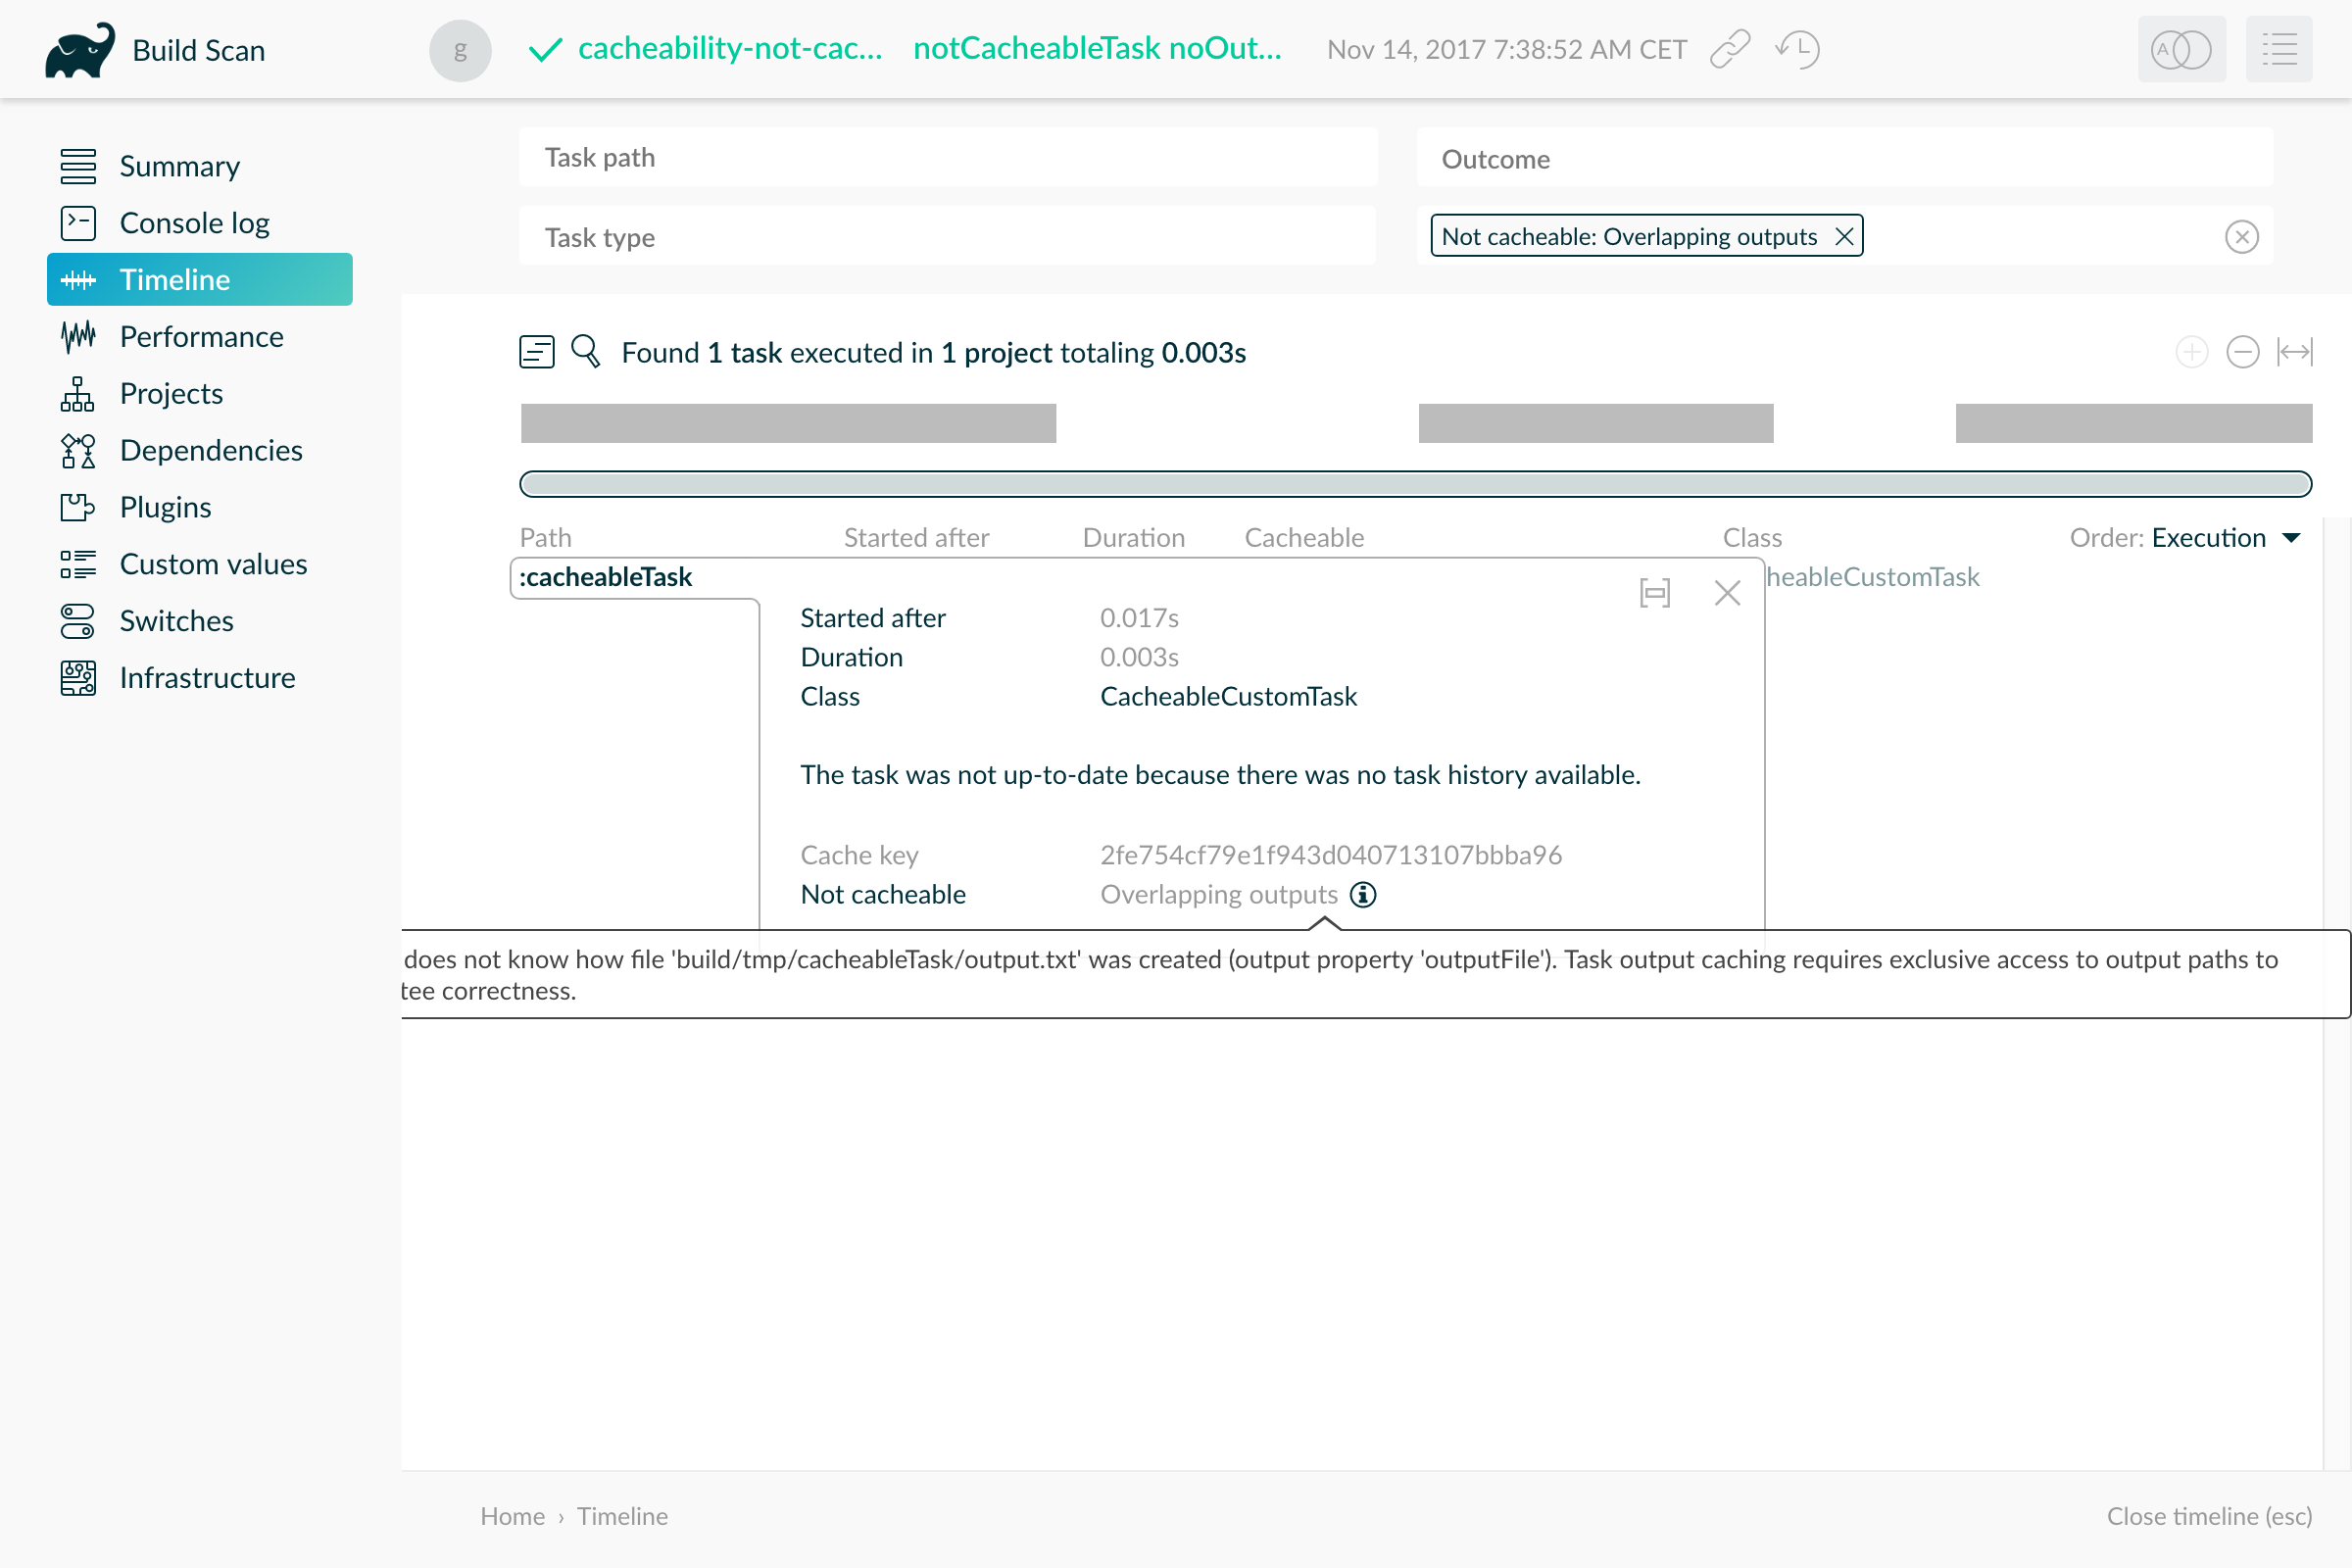 Build Scan
g
cacheability-not-cac... notCacheableTask noOut... Nov 14, 2017 7:38:52 AM CET
A
Summary
Console log
Timeline
Performance
Projects
Dependencies
Plugins
Custom values
Switches
Infrastructure
Task path
Outcome
Task type
Not cacheable: Overlapping outputs
Found 1 task executed in 1 project totaling 0.003s
Path Started after Duration Cacheable Class Order: Execution
:cacheableTask
heableCustomTask
Started after 0.017s
Duration 0.003s
Class CacheableCustomTask
The task was not up-to-date because there was no task history available.
Cache key 2fe754cf79e1f943d040713107bbba96
Not cacheable Overlapping outputs
does not know how file 'build/tmp/cacheableTask/output.txt' was created (output property 'outputFile'). Task output caching requires exclusive access to output paths to
tee correctness.
Home › Timeline
Close timeline (esc)